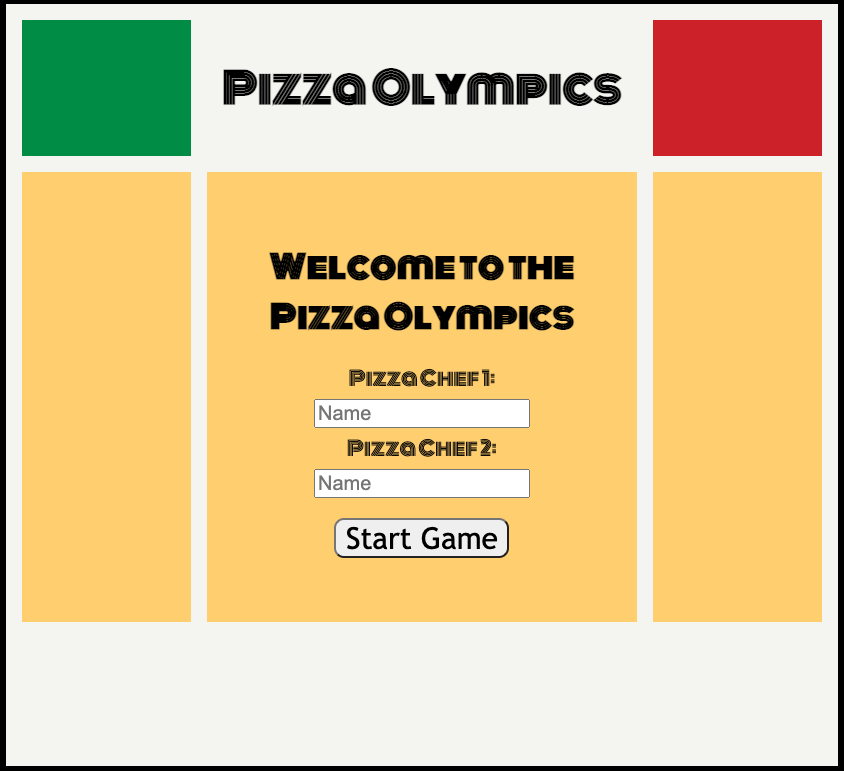 Pizza Olympics
Welcome to the
Pizza Olympics
Pizza Chef 1:
Name
Pizza Chef 2:
Name
Start Game